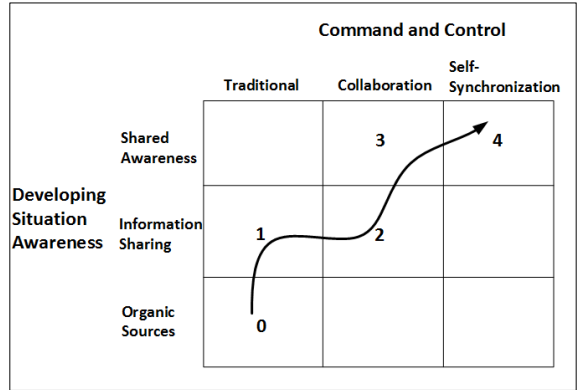 Command and Control
Traditional
Collaboration
Self-
Synchronization
Shared
Awareness
3
4
Developing
Situation
Awareness
Information
Sharing
1
2
Organic
Sources
0